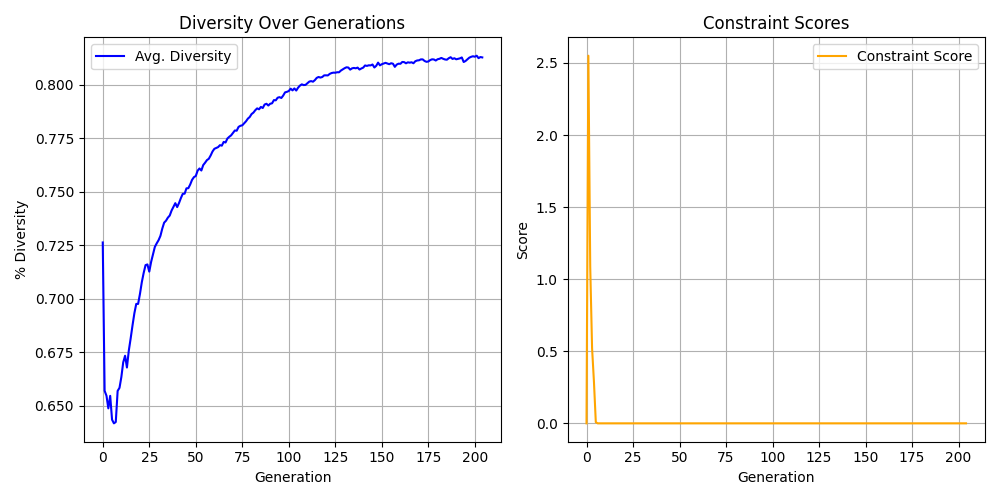 Diversity Over Generations
Avg. Diversity
% Diversity
0.800
0.775
0.750
0.725
0.700
0.675
0.650
0 25 50 75 100 125 150 175 200
Generation
Constraint Scores
Constraint Score
Score
2.5
2.0
1.5
1.0
0.5
0.0
0 25 50 75 100 125 150 175 200
Generation